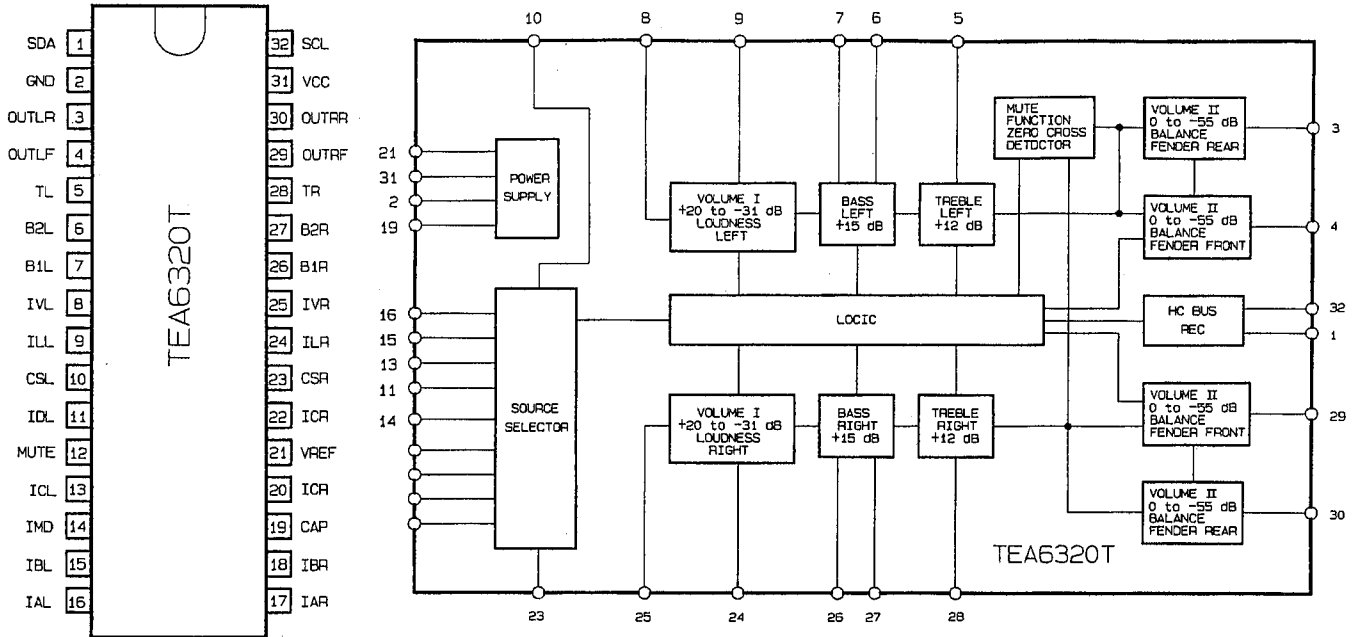 SDA 1
GND 2
OUTLR 3
OUTLF 4
TL 5
B2L 6
B1L 7
IVL 8
ILL 9
CSL 10
IDL 11
MUTE 12
ICL 13
IMD 14
IBL 15
IAL 16
TEA6320T
32 SCL
31 VCC
30 OUTRR
29 OUTRF
28 TR
27 B2R
26 B1R
25 IVR
24 ILR
23 CSR
22 ICR
21 VREF
20 ICR
19 CAP
18 IBR
17 IAR
10
8
9
7
6
5
21
31
2
19
POWER
SUPPLY
16
15
13
11
14
SOURCE
SELECTOR
23
VOLUME I
+20 to -31 dB
LOUDNESS
LEFT
BASS
LEFT
+15 dB
TREBLE
LEFT
+12 dB
MUTE
FUNCTION
ZERO CROSS
DETDCTOR
VOLUME II
0 to -55 dB
BALANCE
FENDER REAR
3
VOLUME II
0 to -55 dB
BALANCE
FENDER FRONT
4
LOCIC
HC BUS
REC
32
1
VOLUME I
+20 to -31 dB
LOUDNESS
RIGHT
BASS
RIGHT
+15 dB
TREBLE
RIGHT
+12 dB
VOLUME II
0 to -55 dB
BALANCE
FENDER FRONT
29
VOLUME II
0 to -55 dB
BALANCE
FENDER REAR
30
TEA6320T
25
24
26
27
28